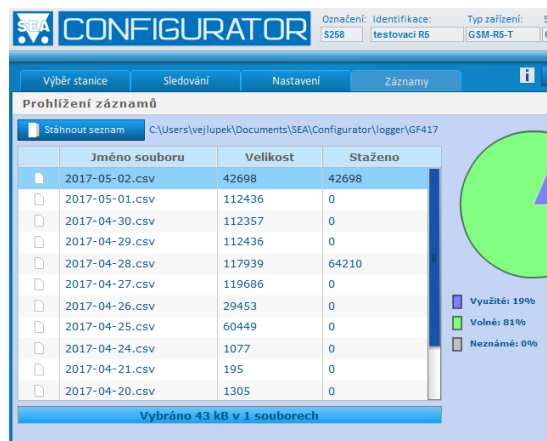 SEA CONFIGURATOR
Označení: Identifikace: Typ zařízení:
S258 testovaci R5 GSM-R5-T
Výběr stanice Sledování Nastavení Záznamy
i
Prohlížení záznamů
Stáhnout seznam C:\Users\vejlupek\Documents\SEA\Configurator\logger\GF417
Jméno souboru Velikost Staženo
2017-05-02.csv 42698 42698
2017-05-01.csv 112436 0
2017-04-30.csv 112357 0
2017-04-29.csv 112436 0
2017-04-28.csv 117939 64210
2017-04-27.csv 119686 0
2017-04-26.csv 29453 0
2017-04-25.csv 60449 0
2017-04-24.csv 1077 0
2017-04-21.csv 195 0
2017-04-20.csv 1305 0
Využité: 19%
Volné: 81%
Neznámé: 0%
Vybráno 43 kB v 1 souborech